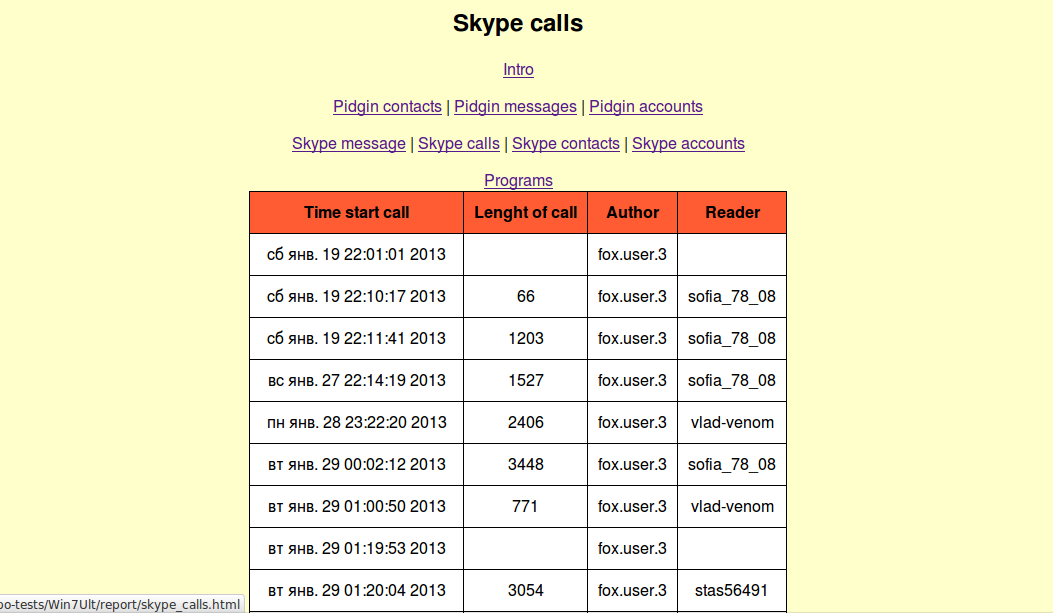 Skype calls
Intro
Pidgin contacts | Pidgin messages | Pidgin accounts
Skype message | Skype calls | Skype contacts | Skype accounts
Programs
Time start call Lenght of call Author Reader
сб янв. 19 22:01:01 2013 fox.user.3
сб янв. 19 22:10:17 2013 66 fox.user.3 sofia_78_08
сб янв. 19 22:11:41 2013 1203 fox.user.3 sofia_78_08
вс янв. 27 22:14:19 2013 1527 fox.user.3 sofia_78_08
пн янв. 28 23:22:20 2013 2406 fox.user.3 vlad-venom
вт янв. 29 00:02:12 2013 3448 fox.user.3 sofia_78_08
вт янв. 29 01:00:50 2013 771 fox.user.3 vlad-venom
вт янв. 29 01:19:53 2013 fox.user.3
вт янв. 29 01:20:04 2013 3054 fox.user.3 stas56491
po-tests/Win7Ult/report/skype_calls.html